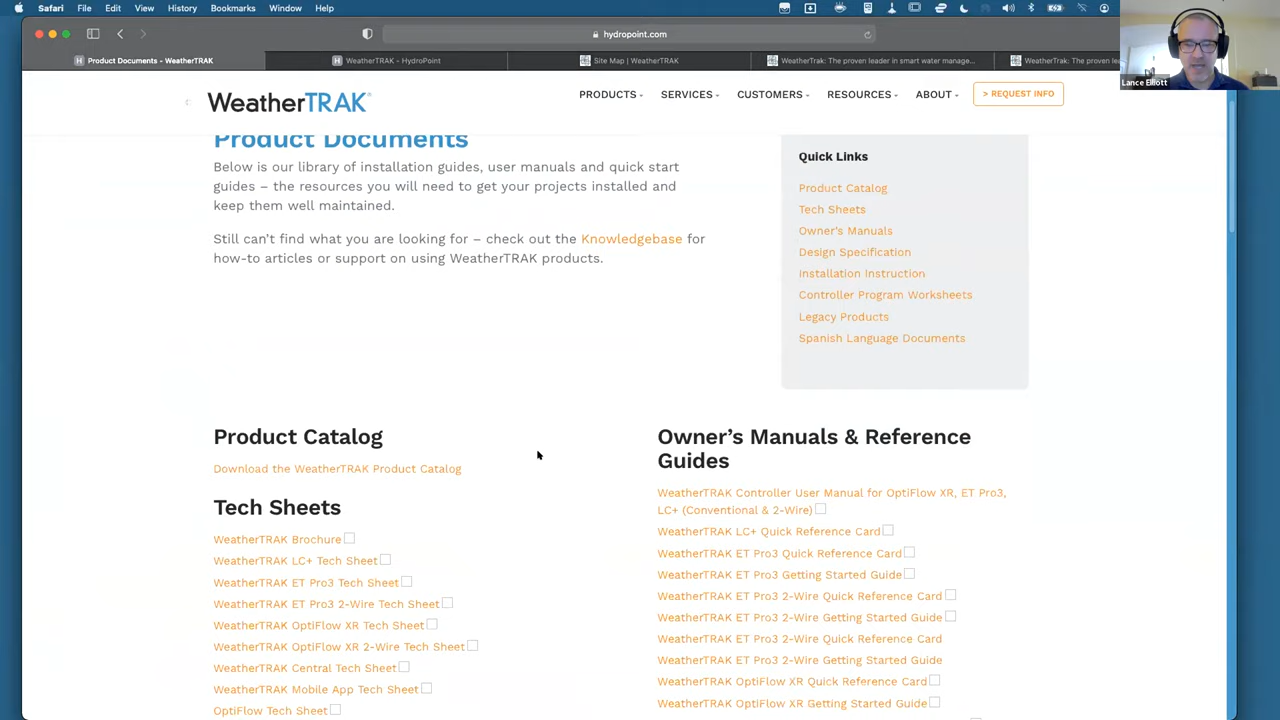 Safari File Edit View History Bookmarks Window Help
hydropoint.com
Product Documents - WeatherTRAK
WeatherTRAK - HydroPoint
Site Map | WeatherTRAK
WeatherTrak: The proven leader in smart water manage...
WeatherTrak: The proven lea
Lance Elliott
WeatherTRAK
PRODUCTS
SERVICES
CUSTOMERS
RESOURCES
ABOUT
> REQUEST INFO
Product Documents
Below is our library of installation guides, user manuals and quick start
guides – the resources you will need to get your projects installed and
keep them well maintained.
Still can't find what you are looking for – check out the Knowledgebase for
how-to articles or support on using WeatherTRAK products.
Quick Links
Product Catalog
Tech Sheets
Owner's Manuals
Design Specification
Installation Instruction
Controller Program Worksheets
Legacy Products
Spanish Language Documents
Product Catalog
Download the WeatherTRAK Product Catalog
Tech Sheets
WeatherTRAK Brochure
WeatherTRAK LC+ Tech Sheet
WeatherTRAK ET Pro3 Tech Sheet
WeatherTRAK ET Pro3 2-Wire Tech Sheet
WeatherTRAK OptiFlow XR Tech Sheet
WeatherTRAK OptiFlow XR 2-Wire Tech Sheet
WeatherTRAK Central Tech Sheet
WeatherTRAK Mobile App Tech Sheet
OptiFlow Tech Sheet
Owner's Manuals & Reference
Guides
WeatherTRAK Controller User Manual for OptiFlow XR, ET Pro3,
LC+ (Conventional & 2-Wire)
WeatherTRAK LC+ Quick Reference Card
WeatherTRAK ET Pro3 Quick Reference Card
WeatherTRAK ET Pro3 Getting Started Guide
WeatherTRAK ET Pro3 2-Wire Quick Reference Card
WeatherTRAK ET Pro3 2-Wire Getting Started Guide
WeatherTRAK ET Pro3 2-Wire Quick Reference Card
WeatherTRAK ET Pro3 2-Wire Getting Started Guide
WeatherTRAK OptiFlow XR Quick Reference Card
WeatherTRAK OptiFlow XR Getting Started Guide